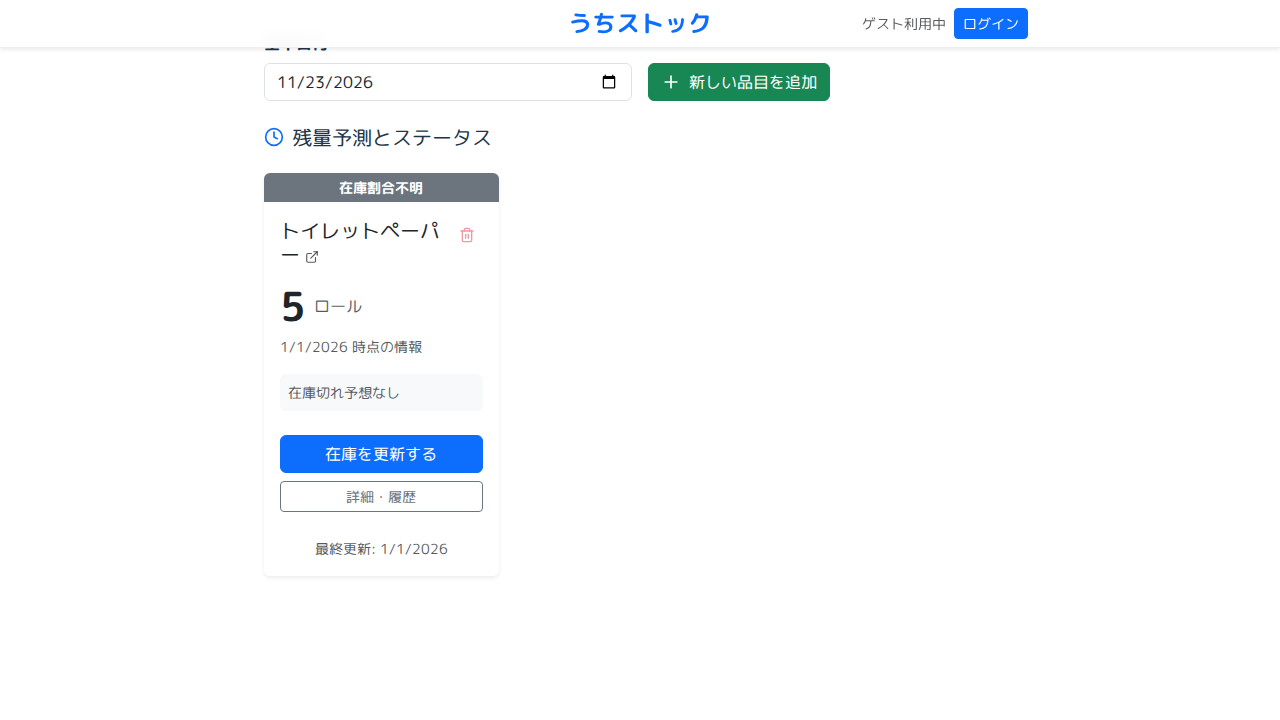 うちストック
ゲスト利用中
ログイン
11/23/2026
新しい品目を追加
残量予測とステータス
在庫割合不明
トイレットペーパ
ー
5 ロール
1/1/2026 時点の情報
在庫切れ予想なし
在庫を更新する
詳細・履歴
最終更新: 1/1/2026